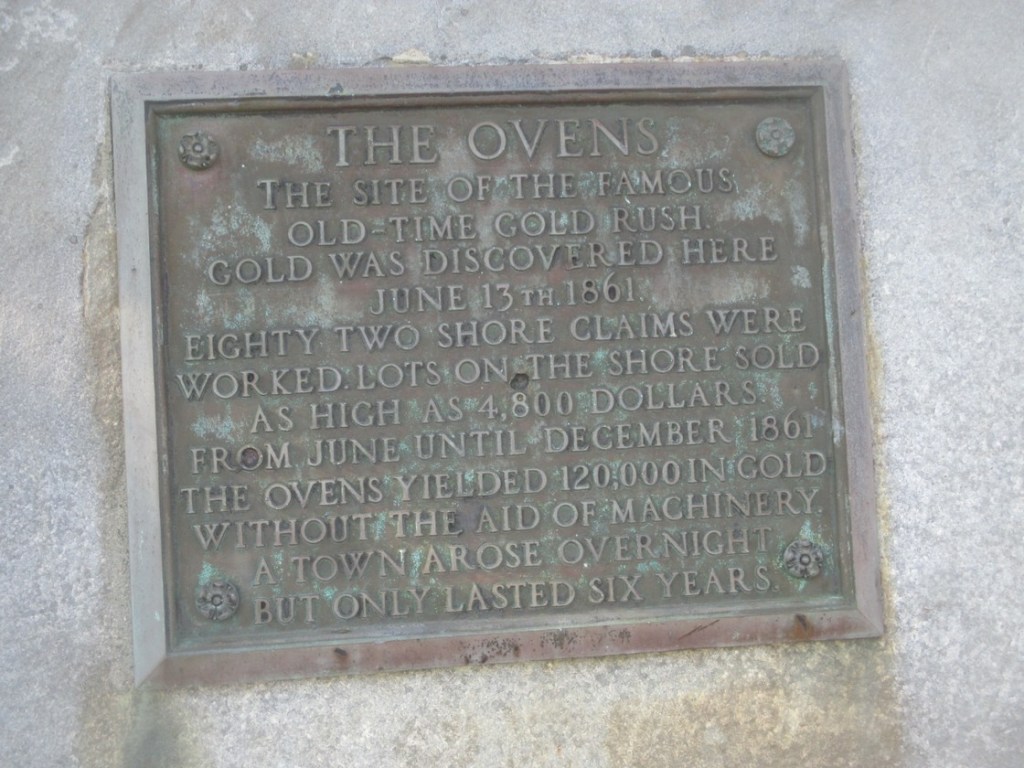 THE OVENS
THE SITE OF THE FAMOUS
OLD-TIME GOLD RUSH.
GOLD WAS DISCOVERED HERE
JUNE 13TH. 1861.
EIGHTY TWO SHORE CLAIMS WERE
WORKED. LOTS ON THE SHORE SOLD
AS HIGH AS 4,800 DOLLARS.
FROM JUNE UNTIL DECEMBER 1861
THE OVENS YIELDED 120,000 IN GOLD
WITHOUT THE AID OF MACHINERY.
A TOWN AROSE OVERNIGHT
BUT ONLY LASTED SIX YEARS.